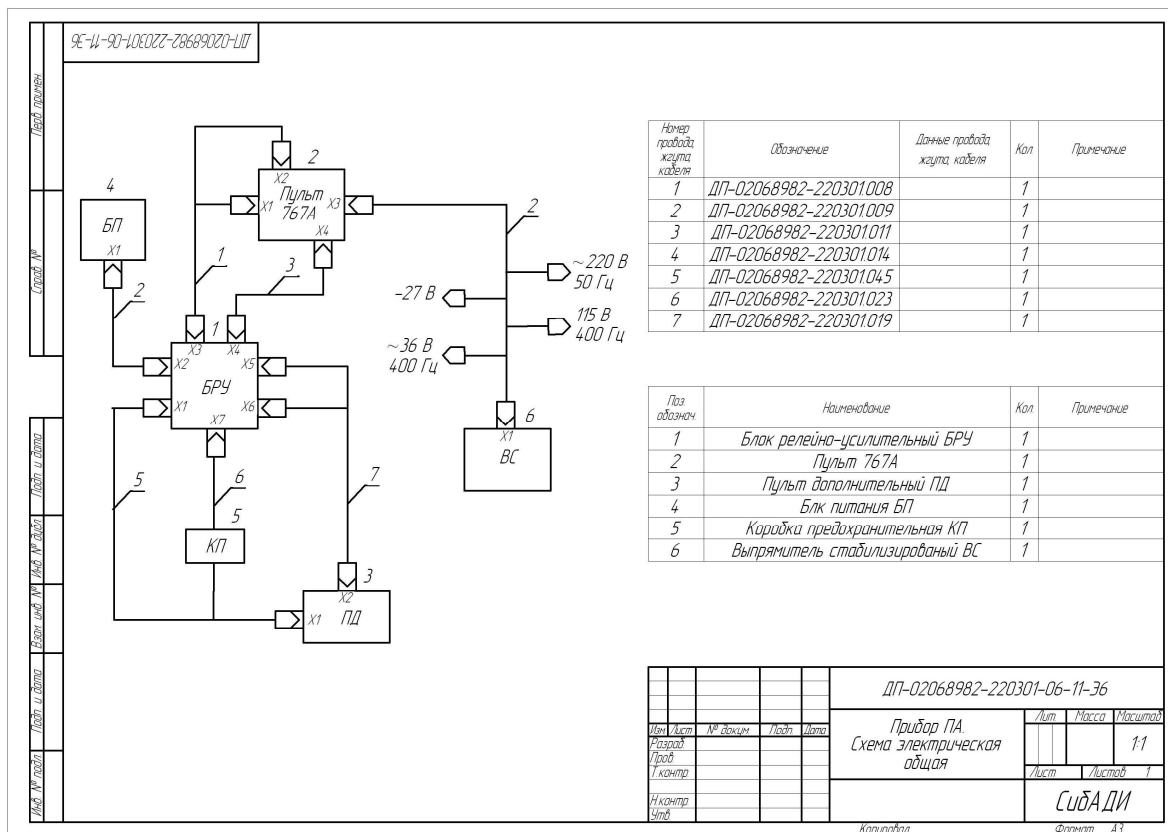 ДП-02068982-220301-06-11-Э6
Перв. примен.
Справ. №
Подп. и дата
Инв. № дубл.
Взам. инв. №
Подп. и дата
Инв. № подл.
2
X2
X1 Пульт X3
767А
X4
4
БП
X1
2
1
3
2
~220 В
50 Гц
-27 В
115 В
400 Гц
~36 В
400 Гц
1
X3 X4
X2 X5
БРУ
X1 X6
X7
6
X1
ВС
5
6
7
5
КП
3
X2
X1 ПД
Номер провода, жгута, кабеля Обозначение Данные провода, жгута, кабеля Кол. Примечание
1 ДП-02068982-220301.008 1
2 ДП-02068982-220301.009 1
3 ДП-02068982-220301.011 1
4 ДП-02068982-220301.014 1
5 ДП-02068982-220301.045 1
6 ДП-02068982-220301.023 1
7 ДП-02068982-220301.019 1
Поз. обознач. Наименование Кол. Примечание
1 Блок релейно-усилительный БРУ 1
2 Пульт 767А 1
3 Пульт дополнительный ПД 1
4 Блк питания БП 1
5 Коробка предохранительная КП 1
6 Выпрямитель стабилизированый ВС 1
ДП-02068982-220301-06-11-Э6
Изм. Лист № докум. Подп. Дата
Разраб.
Пров.
Т.контр.
Н.контр.
Утв.
Прибор ПА.
Схема электрическая
общая
Лит. Масса Масштаб
1:1
Лист Листов 1
СибАДИ
Копировал Формат А3